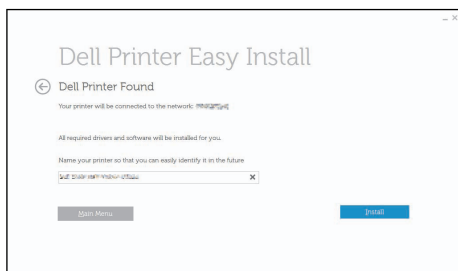 Dell Printer Easy Install
Dell Printer Found
Your printer will be connected to the network:
All required drivers and software will be installed for you.
Name your printer so that you can easily identify it in the future
Main Menu
Install